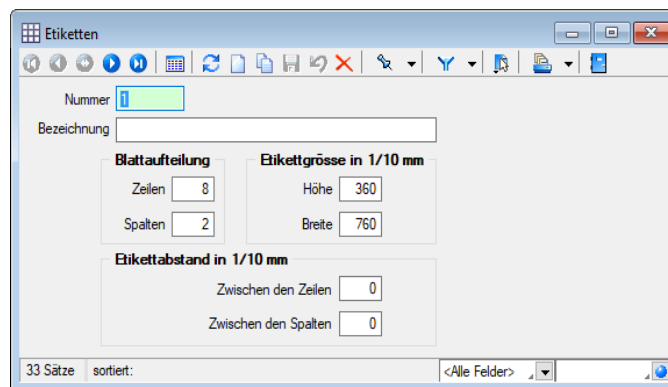 Etiketten
Nummer 1
Bezeichnung
Blattaufteilung
Zeilen 8
Spalten 2
Etikettgrösse in 1/10 mm
Höhe 360
Breite 760
Etikettabstand in 1/10 mm
Zwischen den Zeilen 0
Zwischen den Spalten 0
33 Sätze sortiert: <Alle Felder>